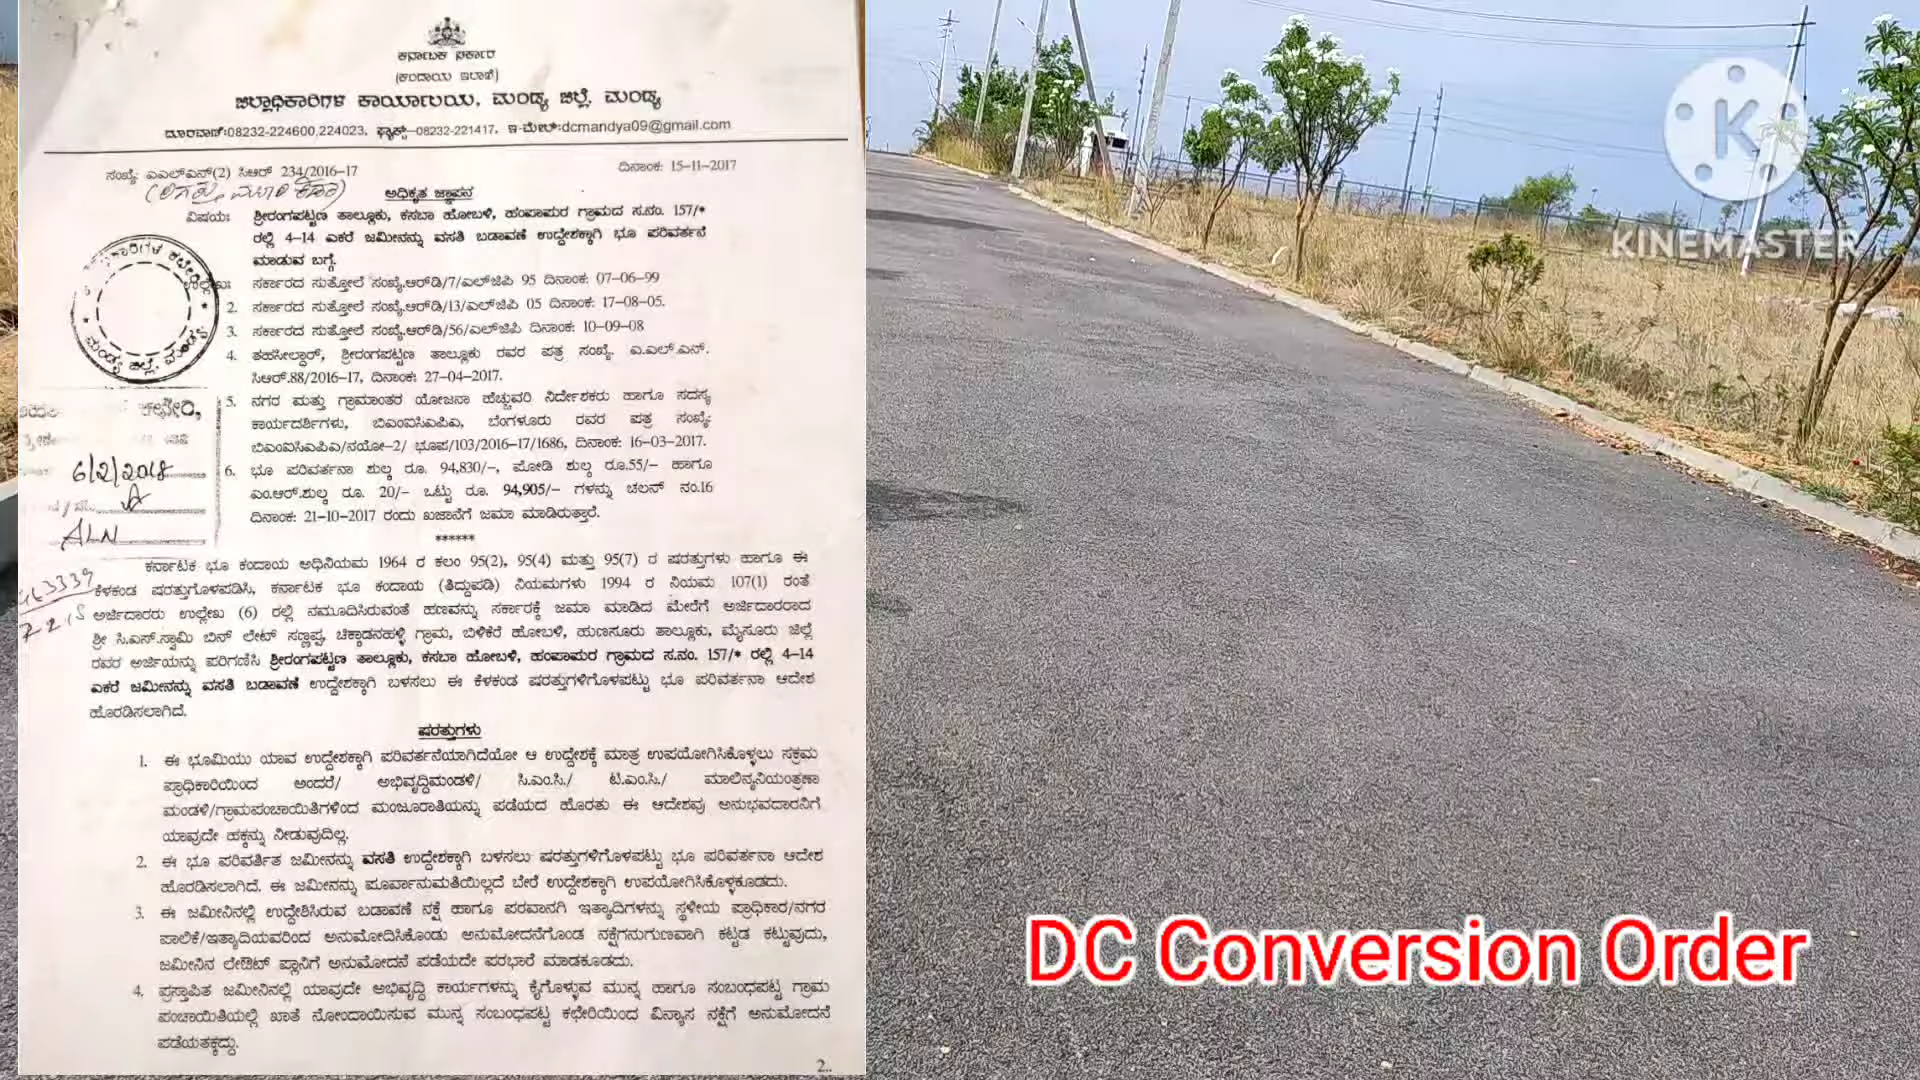 ಕರ್ನಾಟಕ ಸರ್ಕಾರ
(ಕಂದಾಯ ಇಲಾಖೆ)
ಜಿಲ್ಲಾಧಿಕಾರಿಗಳ ಕಾರ್ಯಾಲಯ, ಮಂಡ್ಯ ಜಿಲ್ಲೆ, ಮಂಡ್ಯ
ದೂರವಾಣಿ:08232-224600,224023, ಫ್ಯಾಕ್ಸ್-08232-221417, ಇ-ಮೇಲ್:dcmandya09@gmail.com
ಸಂಖ್ಯೆ: ಎಎಲ್ಎನ್(2) ಸಿಆರ್ 234/2016-17 ದಿನಾಂಕ: 15-11-2017
ಅಧಿಕೃತ ಜ್ಞಾಪನ
ವಿಷಯ: ಶ್ರೀರಂಗಪಟ್ಟಣ ತಾಲ್ಲೂಕು, ಕಸಬಾ ಹೋಬಳಿ, ಹಂಪಾಪುರ ಗ್ರಾಮದ ಸ.ನಂ. 157/*
ರಲ್ಲಿ 4-14 ಎಕರೆ ಜಮೀನನ್ನು ವಸತಿ ಬಡಾವಣೆ ಉದ್ದೇಶಕ್ಕಾಗಿ ಭೂ ಪರಿವರ್ತನೆ
ಮಾಡುವ ಬಗ್ಗೆ.
ಸರ್ಕಾರದ ಸುತ್ತೋಲೆ ಸಂಖ್ಯೆ.ಆರ್‌ಡಿ/7/ಎಲ್‌ಜಿಪಿ 95 ದಿನಾಂಕ: 07-06-99
2. ಸರ್ಕಾರದ ಸುತ್ತೋಲೆ ಸಂಖ್ಯೆ.ಆರ್‌ಡಿ/13/ಎಲ್‌ಜಿಪಿ 05 ದಿನಾಂಕ: 17-08-05.
3. ಸರ್ಕಾರದ ಸುತ್ತೋಲೆ ಸಂಖ್ಯೆ.ಆರ್‌ಡಿ/56/ಎಲ್‌ಜಿಪಿ ದಿನಾಂಕ: 10-09-08
4. ತಹಸೀಲ್ದಾರ್, ಶ್ರೀರಂಗಪಟ್ಟಣ ತಾಲ್ಲೂಕು ರವರ ಪತ್ರ ಸಂಖ್ಯೆ. ಎ.ಎಲ್.ಎನ್.
ಸಿಆರ್.88/2016-17, ದಿನಾಂಕ: 27-04-2017.
5. ನಗರ ಮತ್ತು ಗ್ರಾಮಾಂತರ ಯೋಜನಾ ಹೆಚ್ಚುವರಿ ನಿರ್ದೇಶಕರು ಹಾಗೂ ಸದಸ್ಯ
ಕಾರ್ಯದರ್ಶಿಗಳು, ಬಿಎಂಐಸಿಎಪಿಎ, ಬೆಂಗಳೂರು ರವರ ಪತ್ರ ಸಂಖ್ಯೆ:
ಬಿಎಂಐಸಿಎಪಿಎ/ನಯೋ-2/ ಭೂಪ/103/2016-17/1686, ದಿನಾಂಕ: 16-03-2017.
6. ಭೂ ಪರಿವರ್ತನಾ ಶುಲ್ಕ ರೂ. 94,830/-, ಪೋಡಿ ಶುಲ್ಕ ರೂ.55/- ಹಾಗೂ
ಎಂ.ಆರ್.ಶುಲ್ಕ ರೂ. 20/- ಒಟ್ಟು ರೂ. 94,905/- ಗಳನ್ನು ಚಲನ್ ನಂ.16
ದಿನಾಂಕ: 21-10-2017 ರಂದು ಖಜಾನೆಗೆ ಜಮಾ ಮಾಡಿರುತ್ತಾರೆ.
******
6/2/2018
ALN
ಕರ್ನಾಟಕ ಭೂ ಕಂದಾಯ ಅಧಿನಿಯಮ 1964 ರ ಕಲಂ 95(2), 95(4) ಮತ್ತು 95(7) ರ ಷರತ್ತುಗಳು ಹಾಗೂ ಈ
ಕೆಳಕಂಡ ಷರತ್ತುಗೊಳಪಡಿಸಿ, ಕರ್ನಾಟಕ ಭೂ ಕಂದಾಯ (ತಿದ್ದುಪಡಿ) ನಿಯಮಗಳು 1994 ರ ನಿಯಮ 107(1) ರಂತೆ
ಅರ್ಜಿದಾರರು ಉಲ್ಲೇಖ (6) ರಲ್ಲಿ ನಮೂದಿಸಿರುವಂತೆ ಹಣವನ್ನು ಸರ್ಕಾರಕ್ಕೆ ಜಮಾ ಮಾಡಿದ ಮೇರೆಗೆ ಅರ್ಜಿದಾರರಾದ
ಶ್ರೀ ಸಿ.ಎಸ್.ಸ್ವಾಮಿ ಬಿನ್ ಲೇಟ್ ಸಣ್ಣಪ್ಪ, ಚಿಕ್ಕಾಡನಹಳ್ಳಿ ಗ್ರಾಮ, ಬಿಳಿಕೆರೆ ಹೋಬಳಿ, ಹುಣಸೂರು ತಾಲ್ಲೂಕು, ಮೈಸೂರು ಜಿಲ್ಲೆ
ರವರ ಅರ್ಜಿಯನ್ನು ಪರಿಗಣಿಸಿ ಶ್ರೀರಂಗಪಟ್ಟಣ ತಾಲ್ಲೂಕು, ಕಸಬಾ ಹೋಬಳಿ, ಹಂಪಾಪುರ ಗ್ರಾಮದ ಸ.ನಂ. 157/* ರಲ್ಲಿ 4-14
ಎಕರೆ ಜಮೀನನ್ನು ವಸತಿ ಬಡಾವಣೆ ಉದ್ದೇಶಕ್ಕಾಗಿ ಬಳಸಲು ಈ ಕೆಳಕಂಡ ಷರತ್ತುಗಳಿಗೊಳಪಟ್ಟು ಭೂ ಪರಿವರ್ತನಾ ಆದೇಶ
ಹೊರಡಿಸಲಾಗಿದೆ.
ಷರತ್ತುಗಳು
1. ಈ ಭೂಮಿಯು ಯಾವ ಉದ್ದೇಶಕ್ಕಾಗಿ ಪರಿವರ್ತನೆಯಾಗಿದೆಯೋ ಆ ಉದ್ದೇಶಕ್ಕೆ ಮಾತ್ರ ಉಪಯೋಗಿಸಿಕೊಳ್ಳಲು ಸಕ್ರಮ
ಪ್ರಾಧಿಕಾರಿಯಿಂದ ಅಂದರೆ/ ಅಭಿವೃದ್ಧಿಮಂಡಳಿ/ ಸಿ.ಎಂ.ಸಿ./ ಟಿ.ಎಂ.ಸಿ./ ಮಾಲಿನ್ಯನಿಯಂತ್ರಣಾ
ಮಂಡಳಿ/ಗ್ರಾಮಪಂಚಾಯಿತಿಗಳಿಂದ ಮಂಜೂರಾತಿಯನ್ನು ಪಡೆಯದ ಹೊರತು ಈ ಆದೇಶವು ಅನುಭವದಾರನಿಗೆ
ಯಾವುದೇ ಹಕ್ಕನ್ನು ನೀಡುವುದಿಲ್ಲ.
2. ಈ ಭೂ ಪರಿವರ್ತಿತ ಜಮೀನನ್ನು ವಸತಿ ಉದ್ದೇಶಕ್ಕಾಗಿ ಬಳಸಲು ಷರತ್ತುಗಳಿಗೊಳಪಟ್ಟು ಭೂ ಪರಿವರ್ತನಾ ಆದೇಶ
ಹೊರಡಿಸಲಾಗಿದೆ. ಈ ಜಮೀನನ್ನು ಪೂರ್ವಾನುಮತಿಯಿಲ್ಲದೆ ಬೇರೆ ಉದ್ದೇಶಕ್ಕಾಗಿ ಉಪಯೋಗಿಸಿಕೊಳ್ಳಕೂಡದು.
3. ಈ ಜಮೀನಿನಲ್ಲಿ ಉದ್ದೇಶಿಸಿರುವ ಬಡಾವಣೆ ನಕ್ಷೆ ಹಾಗೂ ಪರವಾನಗಿ ಇತ್ಯಾದಿಗಳನ್ನು ಸ್ಥಳೀಯ ಪ್ರಾಧಿಕಾರ/ನಗರ
ಪಾಲಿಕೆ/ಇತ್ಯಾದಿಯವರಿಂದ ಅನುಮೋದಿಸಿಕೊಂಡು ಅನುಮೋದನೆಗೊಂಡ ನಕ್ಷೆಗನುಗುಣವಾಗಿ ಕಟ್ಟಡ ಕಟ್ಟುವುದು,
ಜಮೀನಿನ ಲೇಔಟ್ ಪ್ಲಾನಿಗೆ ಅನುಮೋದನೆ ಪಡೆಯದೇ ಪರಭಾರೆ ಮಾಡಕೂಡದು.
4. ಪ್ರಸ್ತಾಪಿತ ಜಮೀನಿನಲ್ಲಿ ಯಾವುದೇ ಅಭಿವೃದ್ಧಿ ಕಾರ್ಯಗಳನ್ನು ಕೈಗೊಳ್ಳುವ ಮುನ್ನ ಹಾಗೂ ಸಂಬಂಧಪಟ್ಟ ಗ್ರಾಮ
ಪಂಚಾಯಿತಿಯಲ್ಲಿ ಖಾತೆ ನೋಂದಾಯಿಸುವ ಮುನ್ನ ಸಂಬಂಧಪಟ್ಟ ಕಛೇರಿಯಿಂದ ವಿನ್ಯಾಸ ನಕ್ಷೆಗೆ ಅನುಮೋದನೆ
ಪಡೆಯತಕ್ಕದ್ದು.
2..
K
KINEMASTER
DC Conversion Order